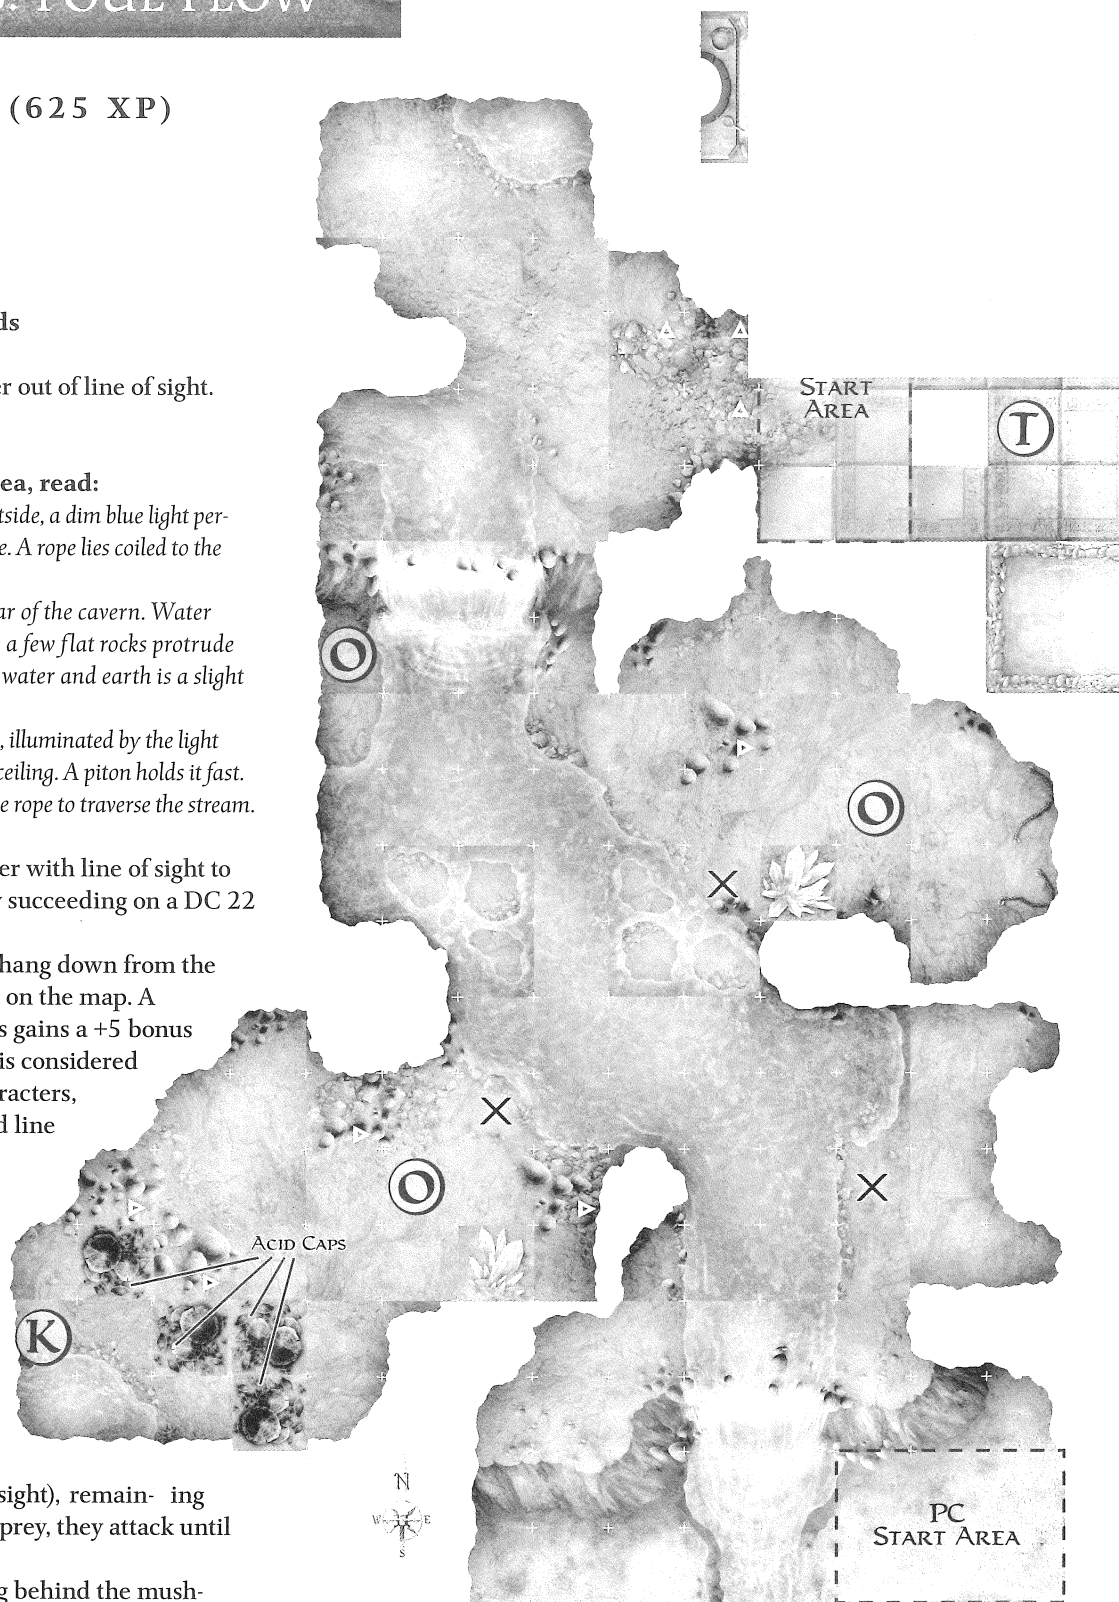 : FOUL FLOW
(625 XP)
ds
er out of line of sight.
ea, read:
tside, a dim blue light per-
e. A rope lies coiled to the
ar of the cavern. Water
a few flat rocks protrude
water and earth is a slight
, illuminated by the light
ceiling. A piton holds it fast.
e rope to traverse the stream.
er with line of sight to
succeeding on a DC 22
hang down from the
on the map. A
s gains a +5 bonus
is considered
racters,
d line
sight), remain- ing
prey, they attack until
g behind the mush-
START
AREA
T
O
O
X
X
O
X
ACID CAPS
K
N
W E
S
PC
START AREA